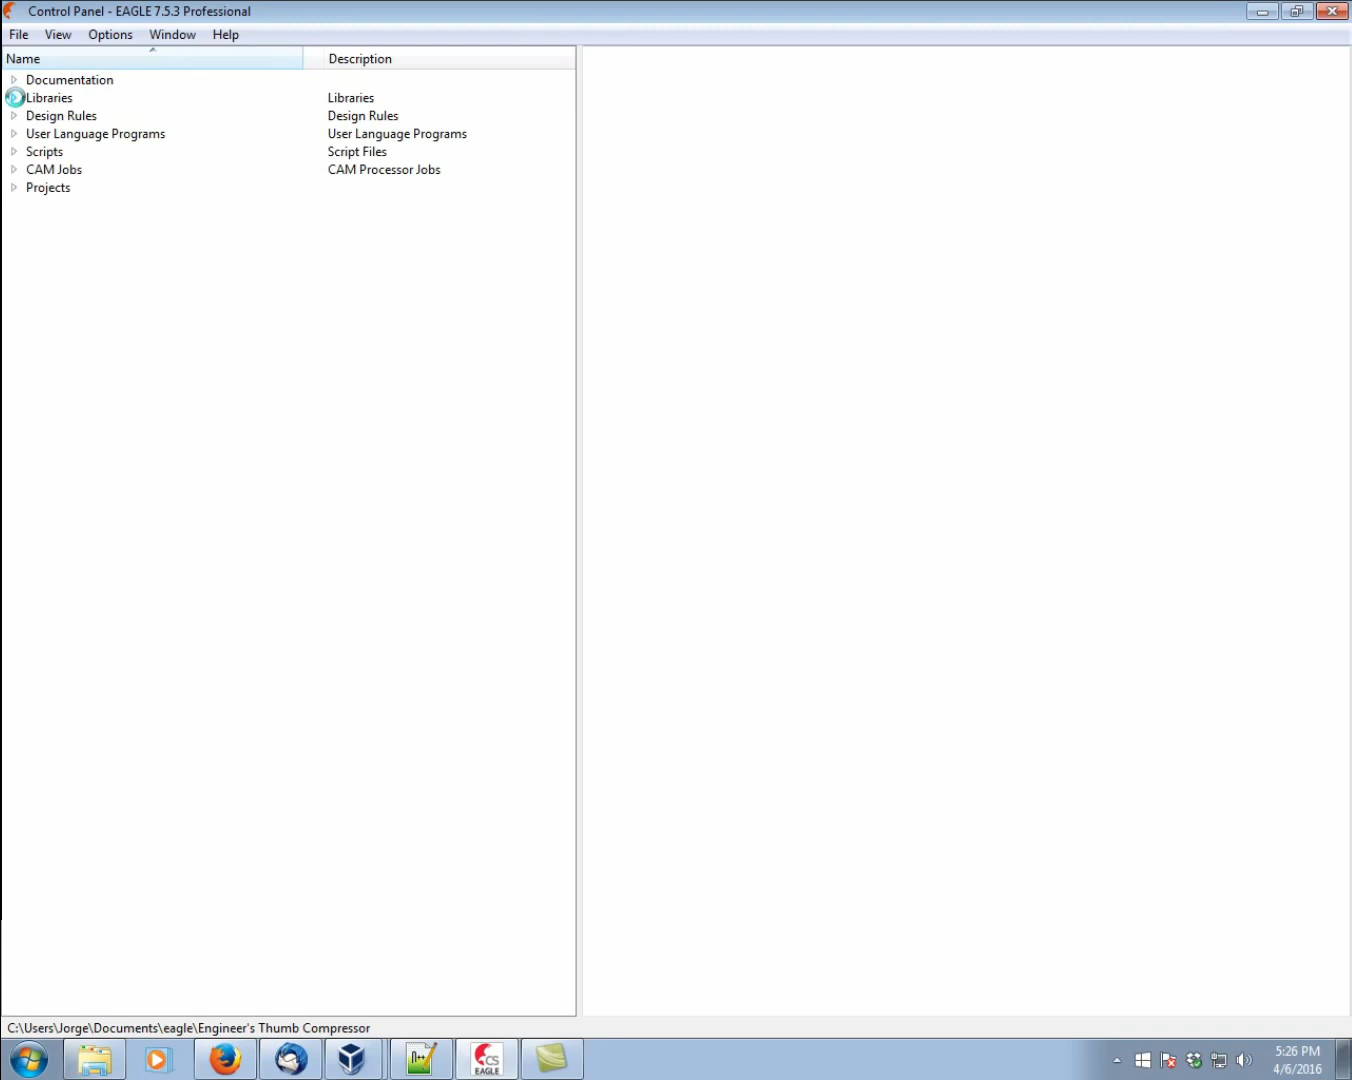 Control Panel - EAGLE 7.5.3 Professional
File View Options Window Help
Name Description
Documentation
Libraries Libraries
Design Rules Design Rules
User Language Programs User Language Programs
Scripts Script Files
CAM Jobs CAM Processor Jobs
Projects
C:\Users\Jorge\Documents\eagle\Engineer's Thumb Compressor
N++
CS
EAGLE
5:26 PM
4/6/2016